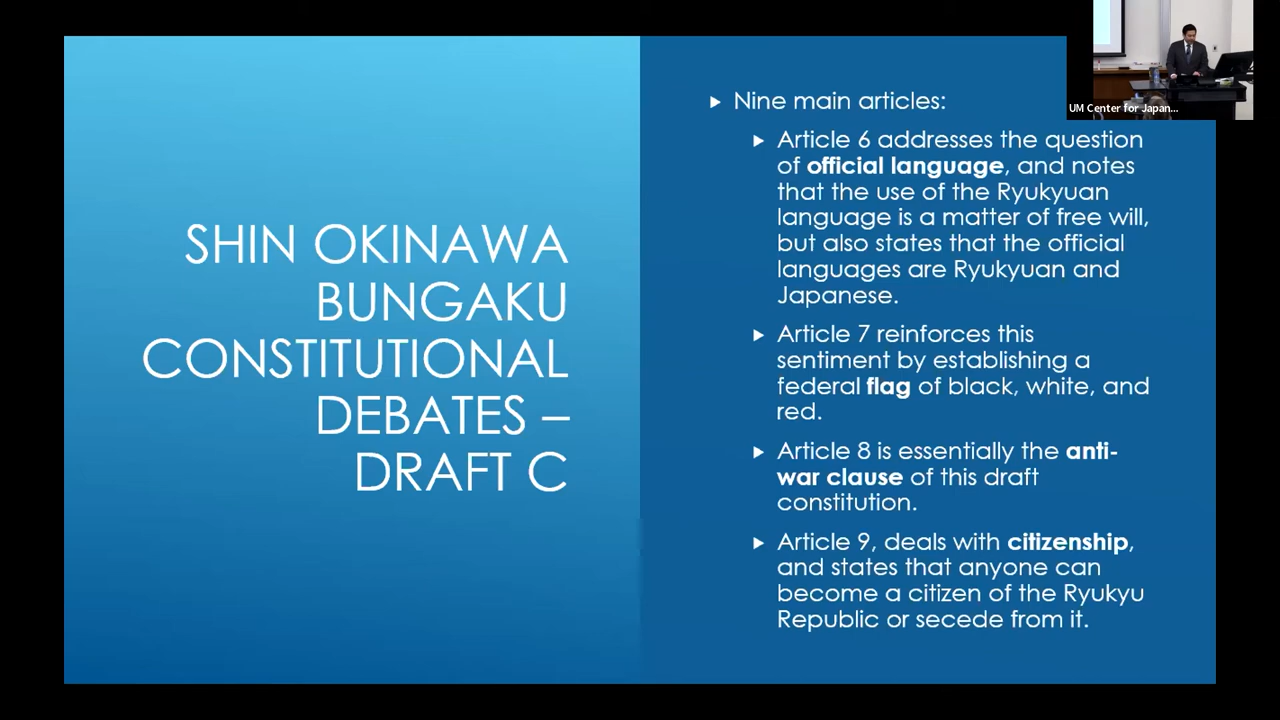 SHIN OKINAWA
BUNGAKU
CONSTITUTIONAL
DEBATES –
DRAFT C
Nine main articles:
Article 6 addresses the question
of official language, and notes
that the use of the Ryukyuan
language is a matter of free will,
but also states that the official
languages are Ryukyuan and
Japanese.
Article 7 reinforces this
sentiment by establishing a
federal flag of black, white, and
red.
Article 8 is essentially the anti-
war clause of this draft
constitution.
Article 9, deals with citizenship,
and states that anyone can
become a citizen of the Ryukyu
Republic or secede from it.
UM Center for Japan...